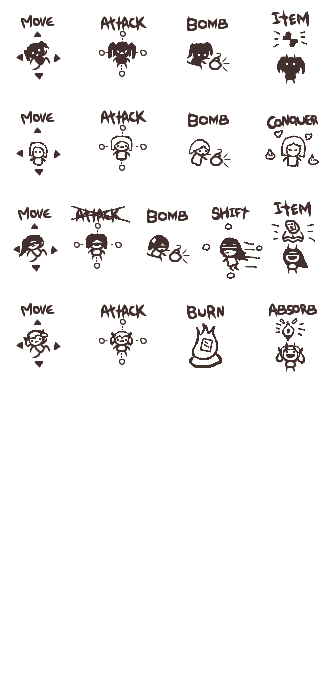 MOVE ATTACK BOMB ITEM
MOVE ATTACK BOMB CONQUER
MOVE ATTACK BOMB SHIFT ITEM
MOVE ATTACK BURN ABSORB